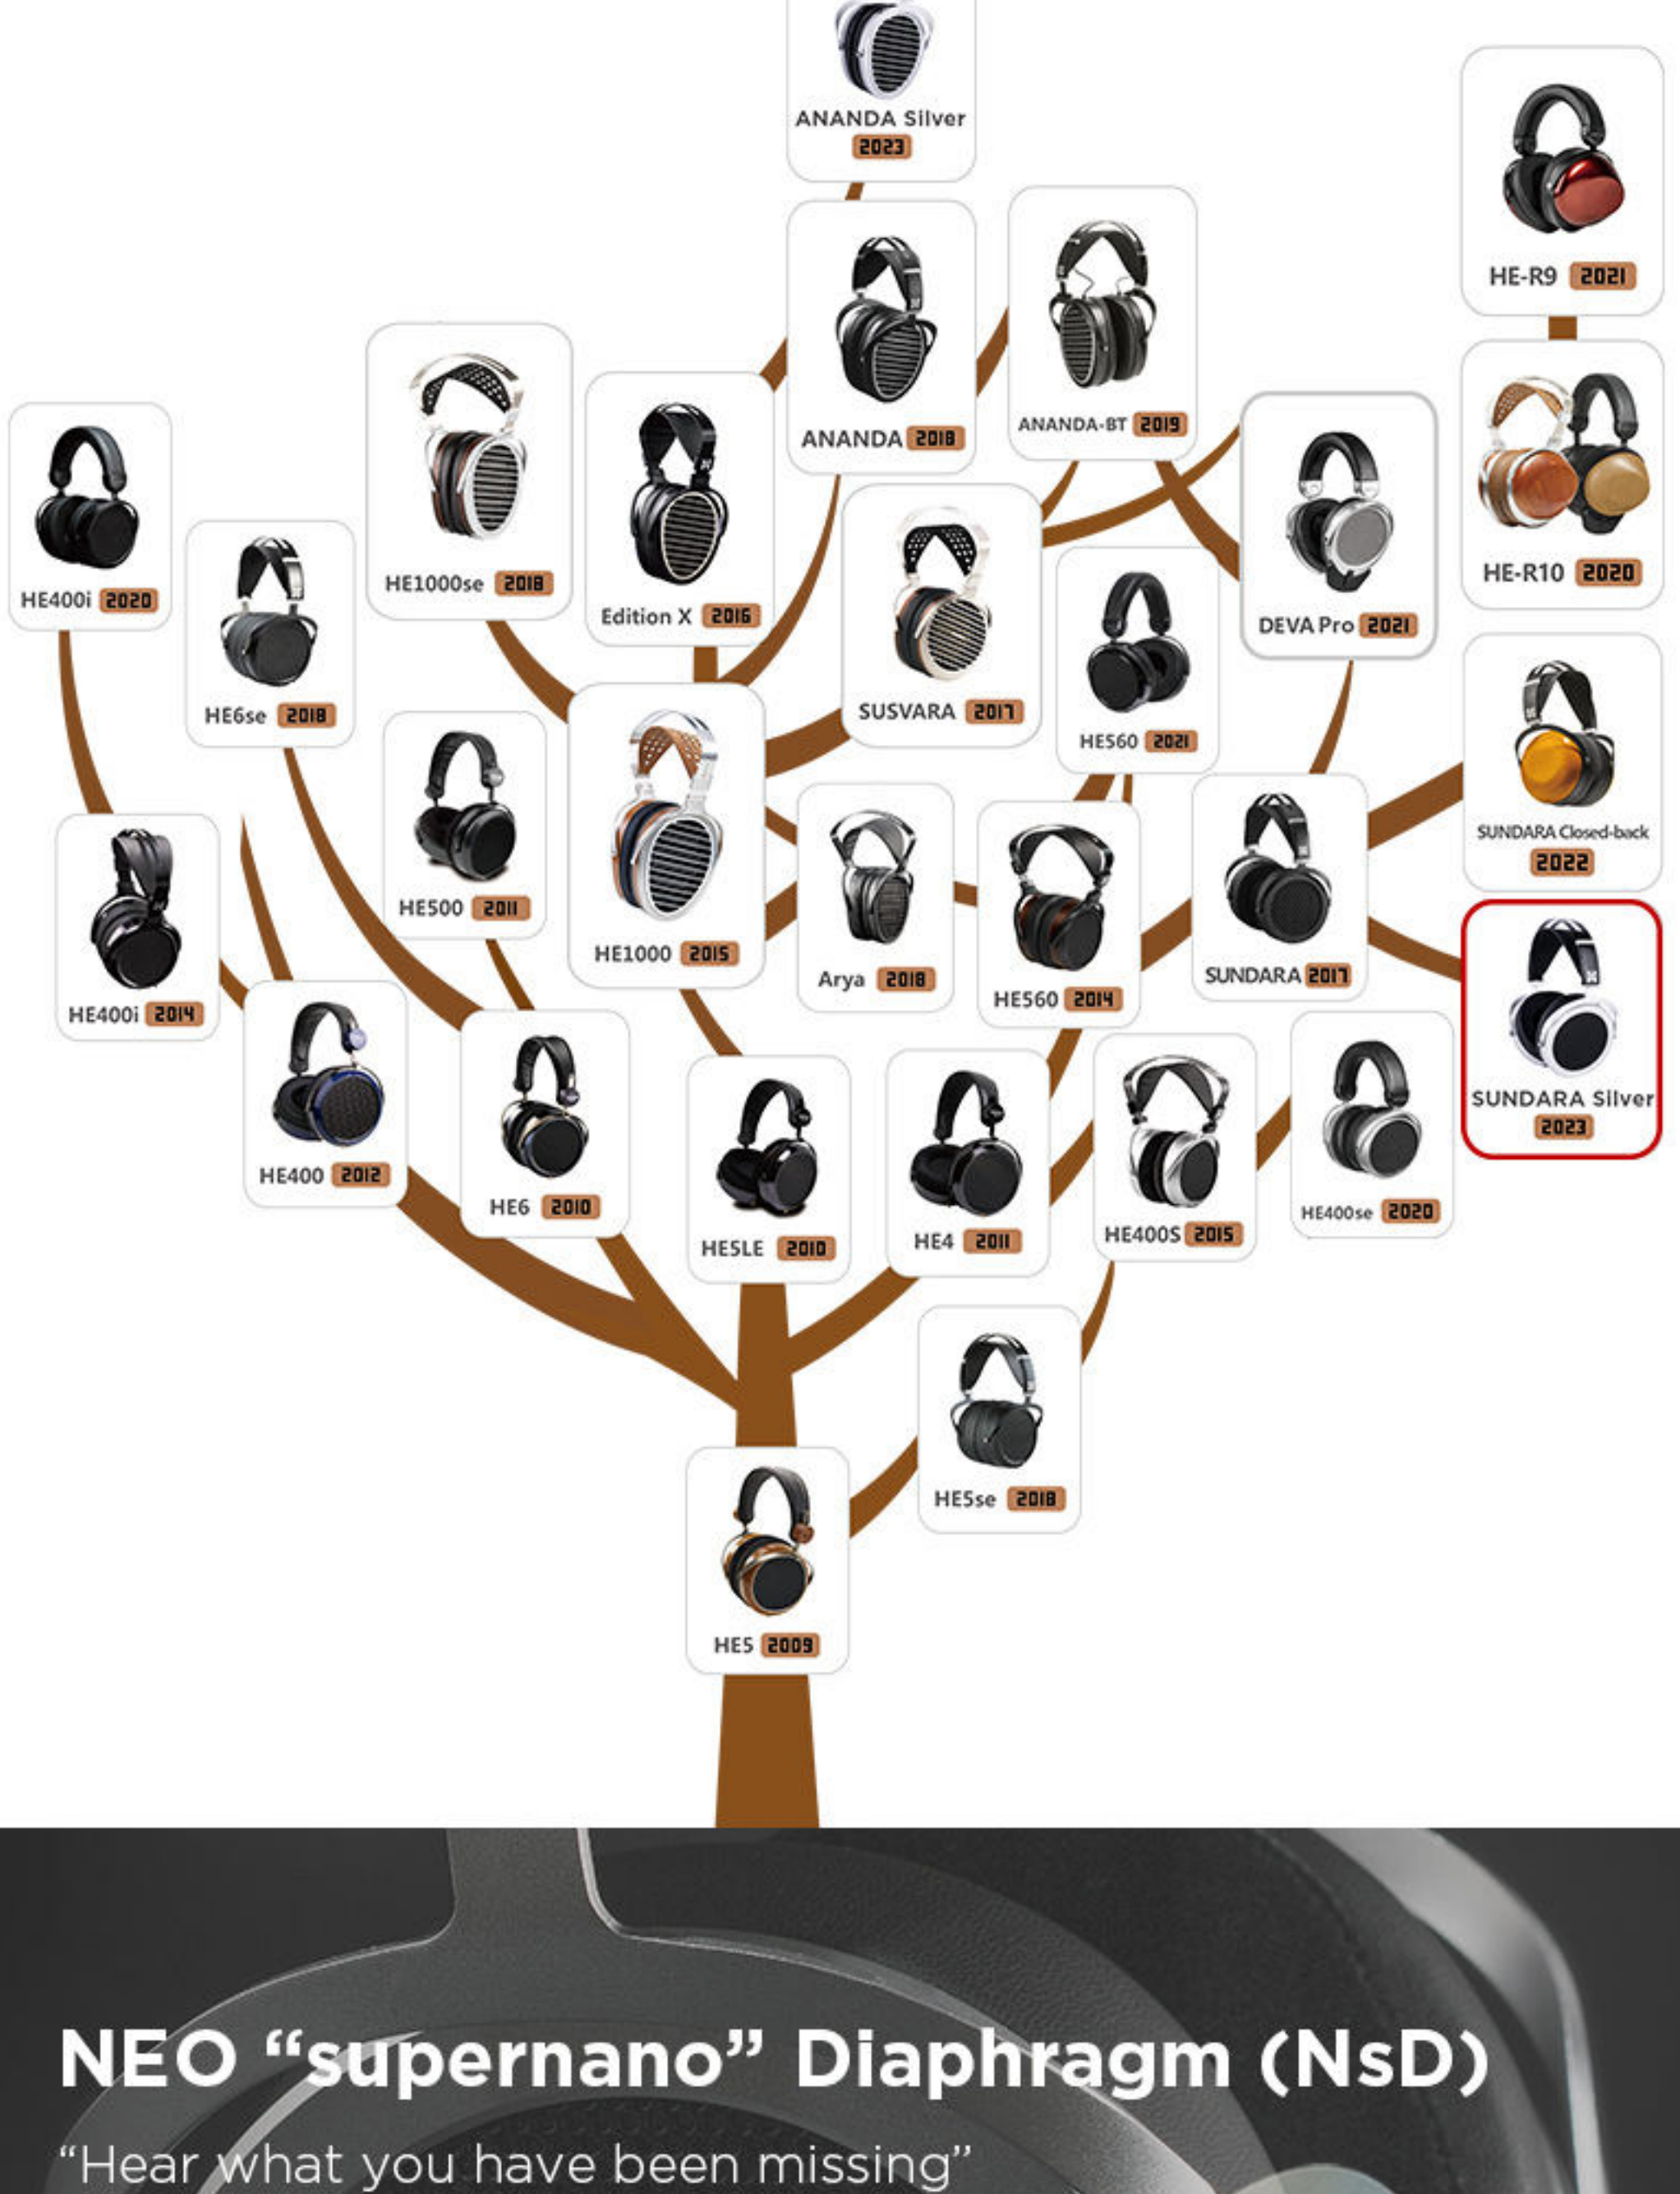 ANANDA Silver
2023
HE-R9 2021
ANANDA 2018
ANANDA-BT 2019
HE1000se 2018
HE-R10 2020
HE400i 2020
Edition X 2016
DEVA Pro 2021
HE6se 2018
SUSVARA 2017
HE560 2021
SUNDARA Closed-back
2022
HE500 2011
HE1000 2015
Arya 2018
SUNDARA 2017
HE560 2014
HE400i 2014
SUNDARA Silver
2023
HE400 2012
HE6 2010
HE5LE 2010
HE4 2011
HE400S 2015
HE400se 2020
HE5se 2018
HE5 2009
NEO “supernano” Diaphragm (NsD)
“Hear what you have been missing”